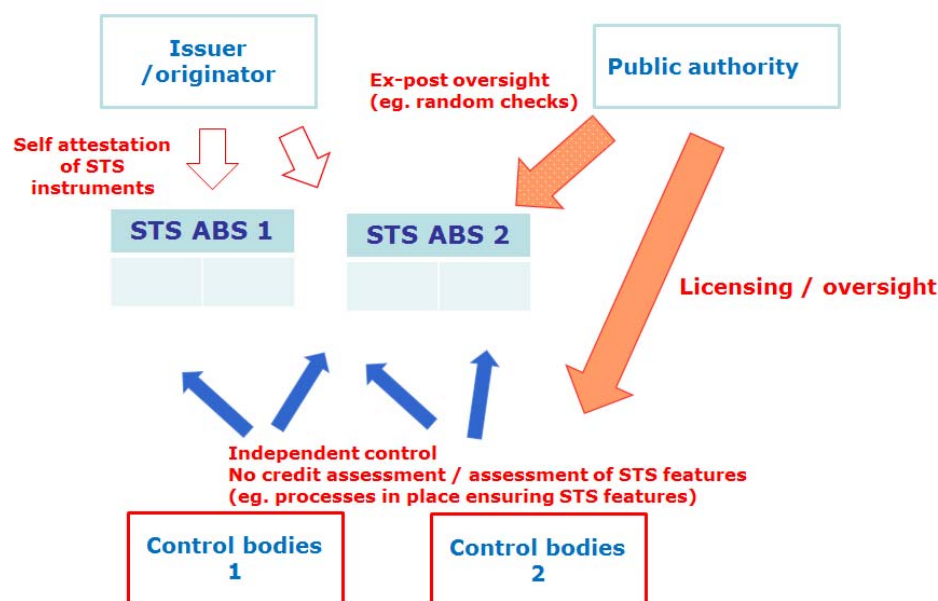 Issuer
/originator
Ex-post oversight
(eg. random checks)
Public authority
Self attestation
of STS
instruments
STS ABS 1
STS ABS 2
Licensing / oversight
Independent control
No credit assessment / assessment of STS features
(eg. processes in place ensuring STS features)
Control bodies
1
Control bodies
2